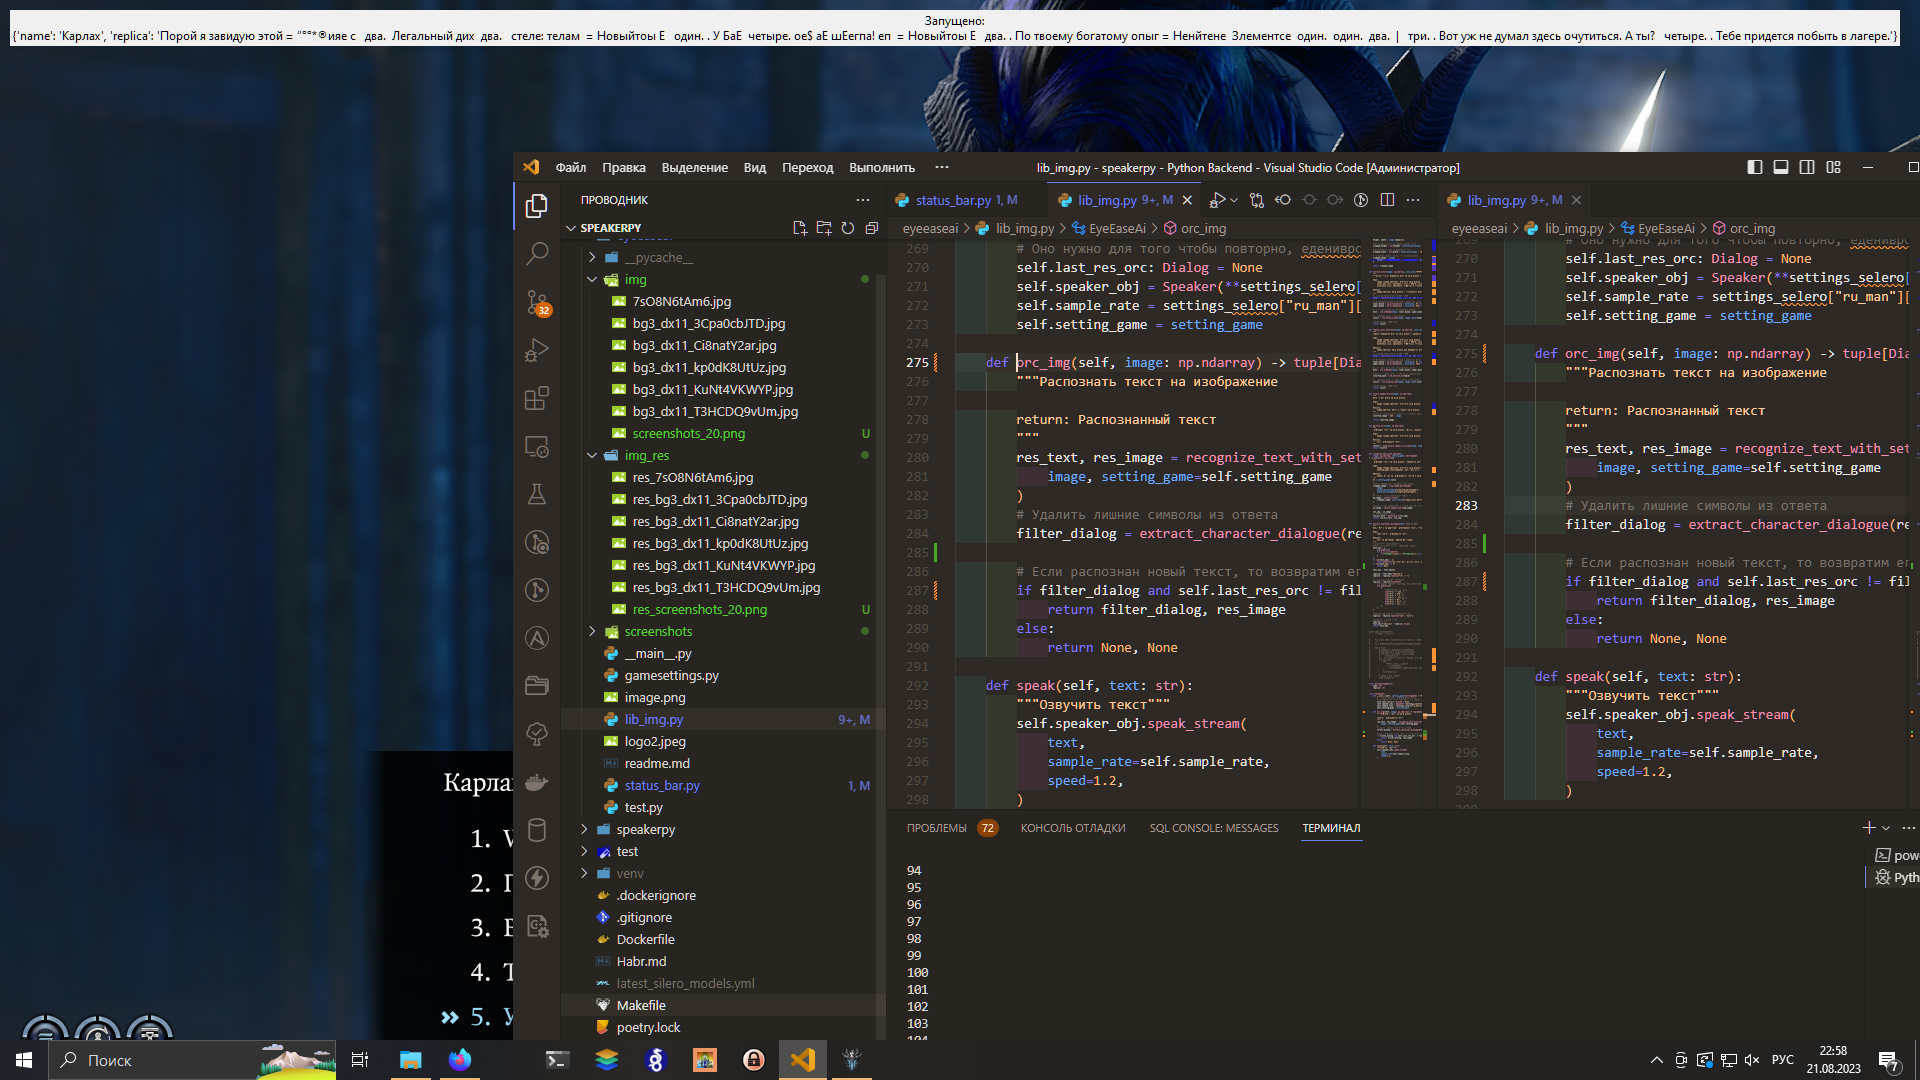 Запущено:
{'name': 'Карлах', 'replica': 'Порой я завидую этой = "°°*®ияе с   два.  Легальный дих  два.   стеле: телам  = Новыйтоы Е   один. . У БаЕ  четыре. ое$ аЕ шЕегпа! еп  = Новыйтоы Е   два. . По твоему богатому опыг = Ненйтене  Злементсе  один.  один.  два.  |   три. . Вот уж не думал здесь очутиться. А ты?   четыре. . Тебе придется побыть в лагере.'}
Файл Правка Выделение Вид Переход Выполнить ···
lib_img.py - speakerpy - Python Backend - Visual Studio Code [Администратор]
ПРОВОДНИК
SPEAKERPY
__pycache__
img
7sO8N6tAm6.jpg
bg3_dx11_3Cpa0cbJTD.jpg
bg3_dx11_Ci8natY2ar.jpg
bg3_dx11_kp0dK8UtUz.jpg
bg3_dx11_KuNt4VKWYP.jpg
bg3_dx11_T3HCDQ9vUm.jpg
screenshots_20.png U
img_res
res_7sO8N6tAm6.jpg
res_bg3_dx11_3Cpa0cbJTD.jpg
res_bg3_dx11_Ci8natY2ar.jpg
res_bg3_dx11_kp0dK8UtUz.jpg
res_bg3_dx11_KuNt4VKWYP.jpg
res_bg3_dx11_T3HCDQ9vUm.jpg
res_screenshots_20.png U
screenshots
__main__.py
gamesettings.py
image.png
lib_img.py 9+, M
logo2.jpeg
readme.md
status_bar.py 1, M
test.py
speakerpy
test
venv
.dockerignore
.gitignore
Dockerfile
Habr.md
latest_silero_models.yml
Makefile
poetry.lock
32
status_bar.py 1, M
lib_img.py 9+, M
eyeeaseai > lib_img.py > EyeEaseAi > orc_img
269 # Оно нужно для того чтобы повторно, еденивро
270 self.last_res_orc: Dialog = None
271 self.speaker_obj = Speaker(**settings_selero[
272 self.sample_rate = settings_selero["ru_man"][
273 self.setting_game = setting_game
274
275 def orc_img(self, image: np.ndarray) -> tuple[Dia
276 """Распознать текст на изображение
277
278 return: Распознанный текст
279 """
280 res_text, res_image = recognize_text_with_set
281 image, setting_game=self.setting_game
282 )
283 # Удалить лишние символы из ответа
284 filter_dialog = extract_character_dialogue(re
285
286 # Если распознан новый текст, то возвратим ег
287 if filter_dialog and self.last_res_orc != fil
288 return filter_dialog, res_image
289 else:
290 return None, None
291
292 def speak(self, text: str):
293 """Озвучить текст"""
294 self.speaker_obj.speak_stream(
295 text,
296 sample_rate=self.sample_rate,
297 speed=1.2,
298 )
lib_img.py 9+, M
eyeeaseai > lib_img.py > EyeEaseAi > orc_img
269 # Оно нужно для того чтобы повторно, еденивро
270 self.last_res_orc: Dialog = None
271 self.speaker_obj = Speaker(**settings_selero[
272 self.sample_rate = settings_selero["ru_man"][
273 self.setting_game = setting_game
274
275 def orc_img(self, image: np.ndarray) -> tuple[Dia
276 """Распознать текст на изображение
277
278 return: Распознанный текст
279 """
280 res_text, res_image = recognize_text_with_set
281 image, setting_game=self.setting_game
282 )
283 # Удалить лишние символы из ответа
284 filter_dialog = extract_character_dialogue(re
285
286 # Если распознан новый текст, то возвратим ег
287 if filter_dialog and self.last_res_orc != fil
288 return filter_dialog, res_image
289 else:
290 return None, None
291
292 def speak(self, text: str):
293 """Озвучить текст"""
294 self.speaker_obj.speak_stream(
295 text,
296 sample_rate=self.sample_rate,
297 speed=1.2,
298 )
ПРОБЛЕМЫ 72 КОНСОЛЬ ОТЛАДКИ SQL CONSOLE: MESSAGES ТЕРМИНАЛ
94
95
96
97
98
99
100
101
102
103
104
pow
Pyth
Карла
1.
2. П
3. В
4. Т
5. У
Поиск
РУС
22:58
21.08.2023
7